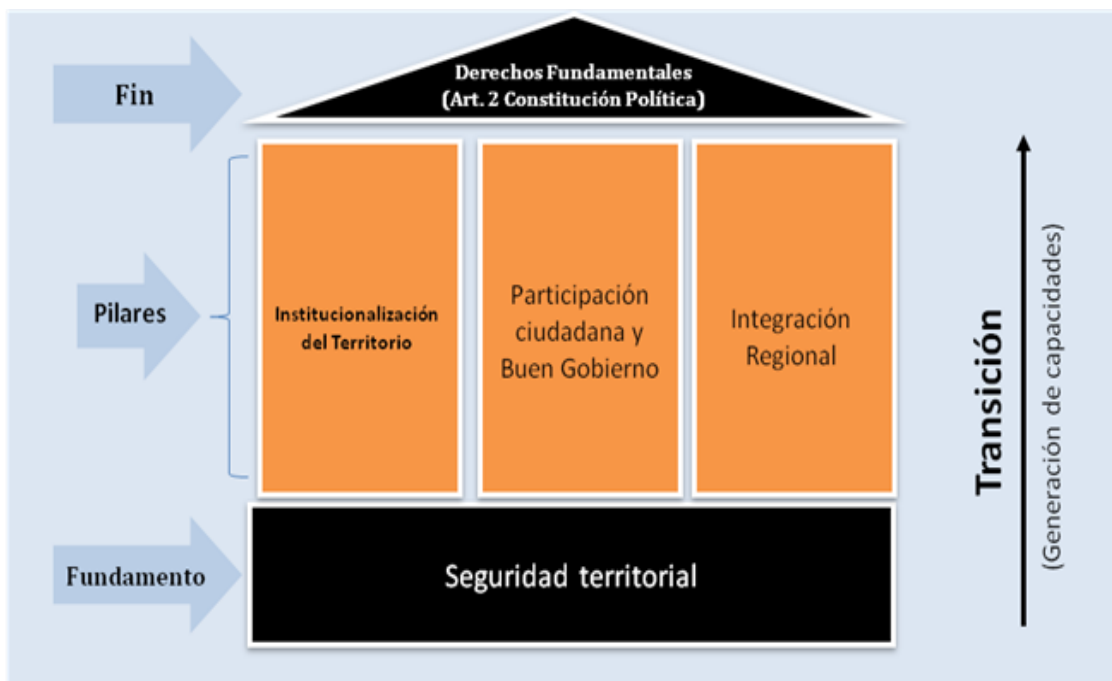 Fin
Derechos Fundamentales
(Art. 2 Constitución Política)
Pilares
Institucionalización
del Territorio
Participación
ciudadana y
Buen Gobierno
Integración
Regional
Transición
(Generación de capacidades)
Fundamento
Seguridad territorial